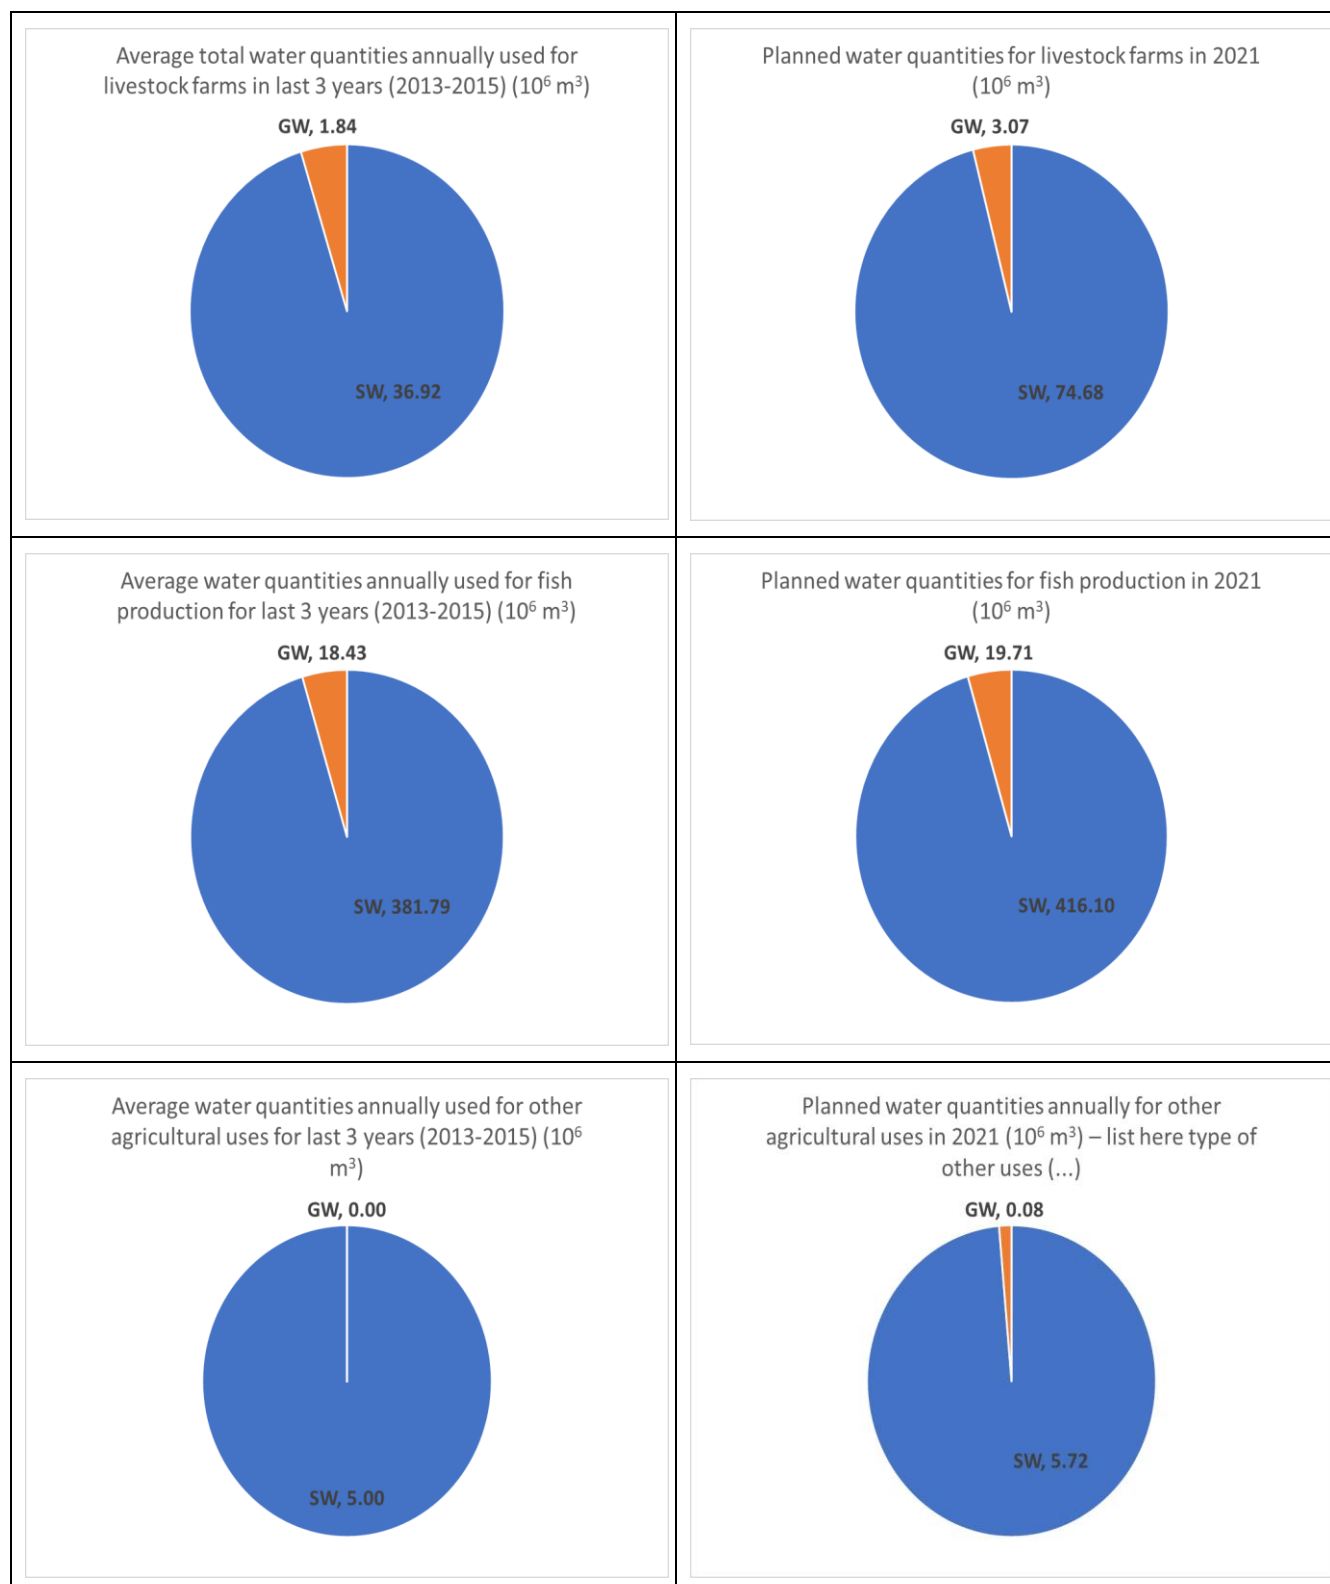 Average total water quantities annually used for
livestock farms in last 3 years (2013-2015) (10⁶ m³)
GW, 1.84
SW, 36.92
Planned water quantities for livestock farms in 2021
(10⁶ m³)
GW, 3.07
SW, 74.68
Average water quantities annually used for fish
production for last 3 years (2013-2015) (10⁶ m³)
GW, 18.43
SW, 381.79
Planned water quantities for fish production in 2021
(10⁶ m³)
GW, 19.71
SW, 416.10
Average water quantities annually used for other
agricultural uses for last 3 years (2013-2015) (10⁶
m³)
GW, 0.00
SW, 5.00
Planned water quantities annually for other
agricultural uses in 2021 (10⁶ m³) – list here type of
other uses (...)
GW, 0.08
SW, 5.72